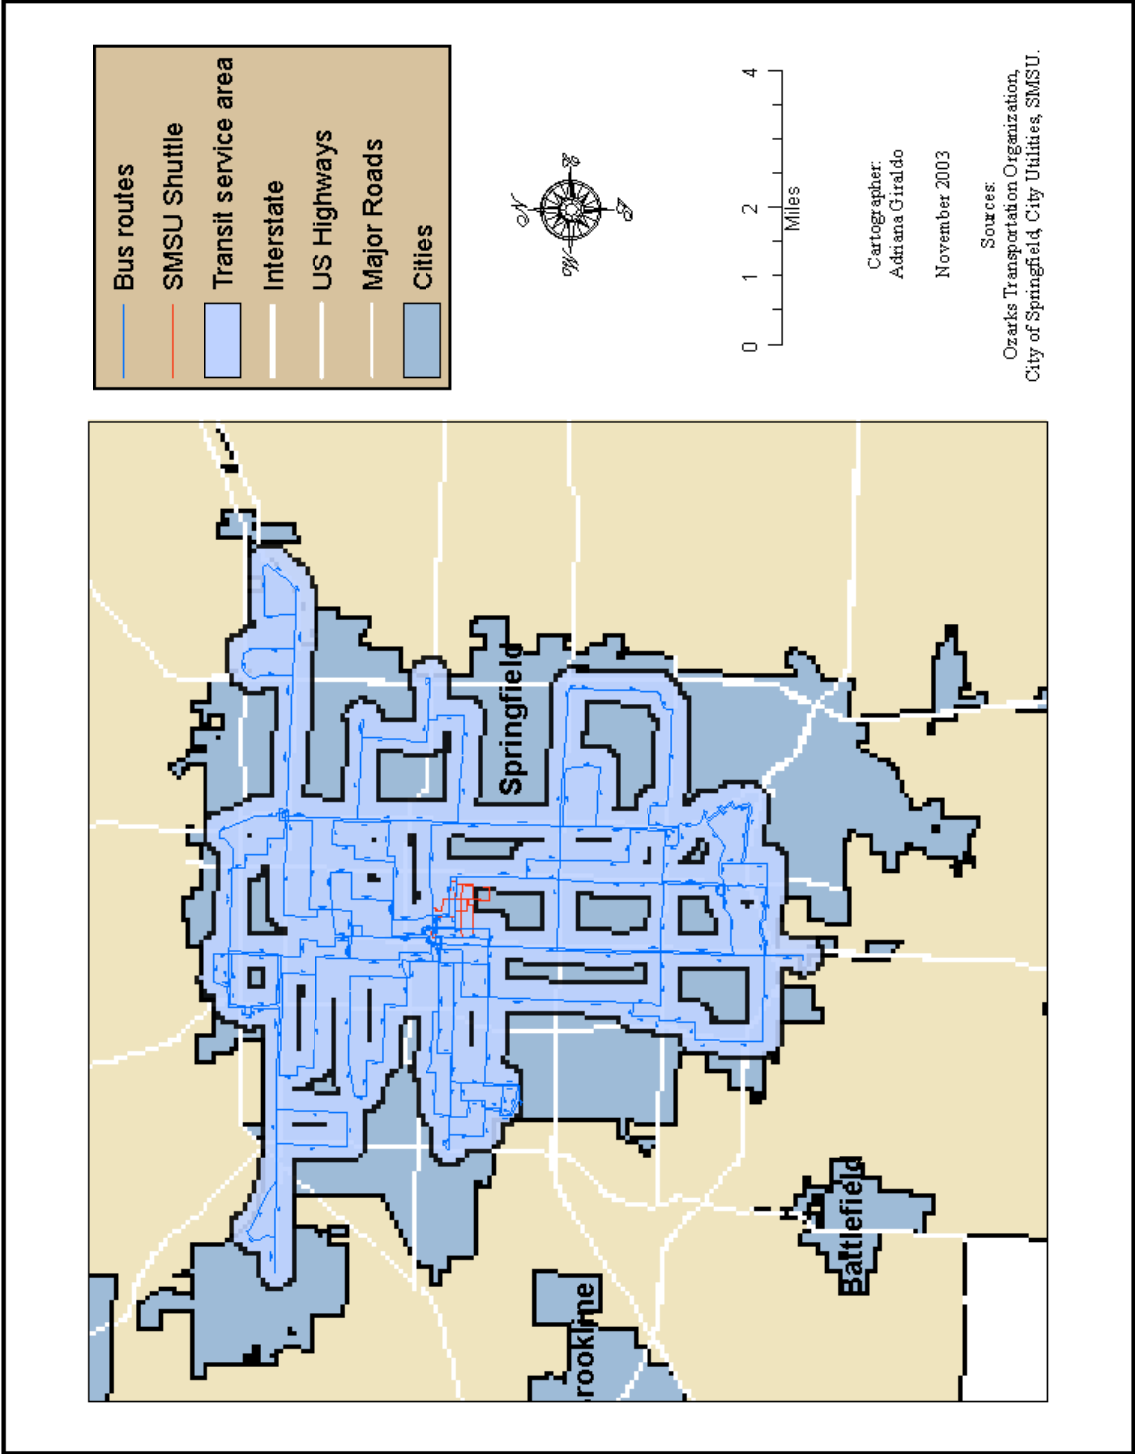 Springfield
rookline
Battlefield
Bus routes
SMSU Shuttle
Transit service area
Interstate
US Highways
Major Roads
Cities
N
W
E
S
0 1 2 4
Miles
Cartographer:
Adriana Giraldo
November 2003
Sources:
Ozarks Transportation Organization,
City of Springfield, City Utilities, SMSU.